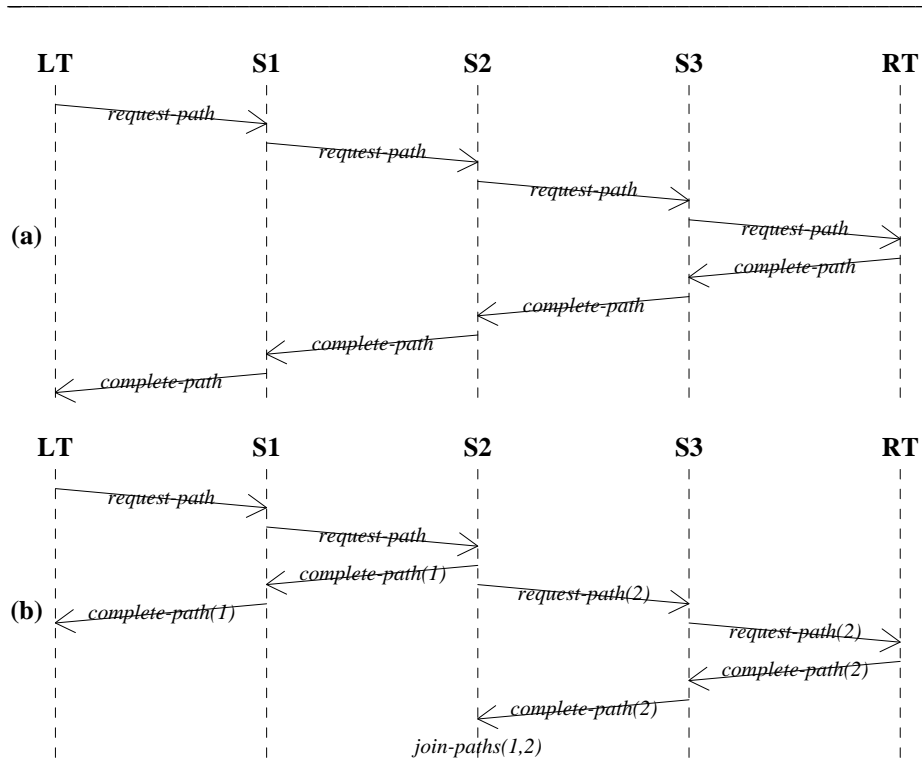 LT S1 S2 S3 RT
request-path
request-path
request-path
request-path
(a)
complete-path
complete-path
complete-path
complete-path
LT S1 S2 S3 RT
request-path
request-path
complete-path(1)
request-path(2)
(b)
complete-path(1)
request-path(2)
complete-path(2)
complete-path(2)
join-paths(1,2)